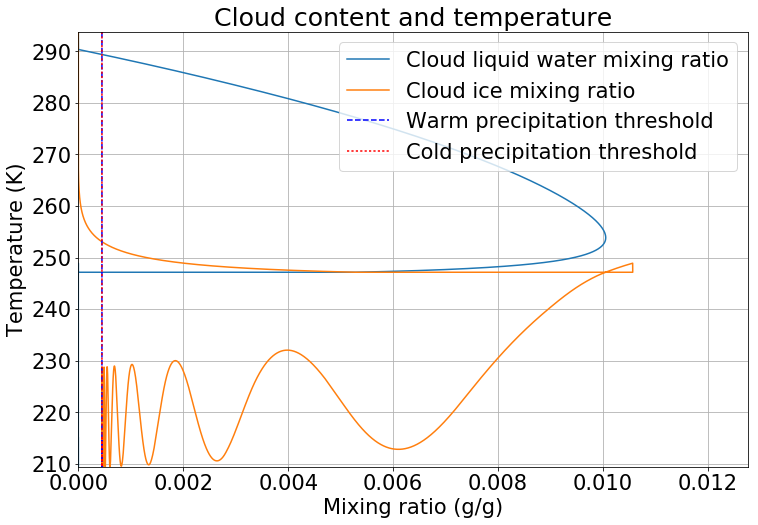 Cloud content and temperature
Cloud liquid water mixing ratio
Cloud ice mixing ratio
Warm precipitation threshold
Cold precipitation threshold
Temperature (K)
290
280
270
260
250
240
230
220
210
0.000 0.002 0.004 0.006 0.008 0.010 0.012
Mixing ratio (g/g)